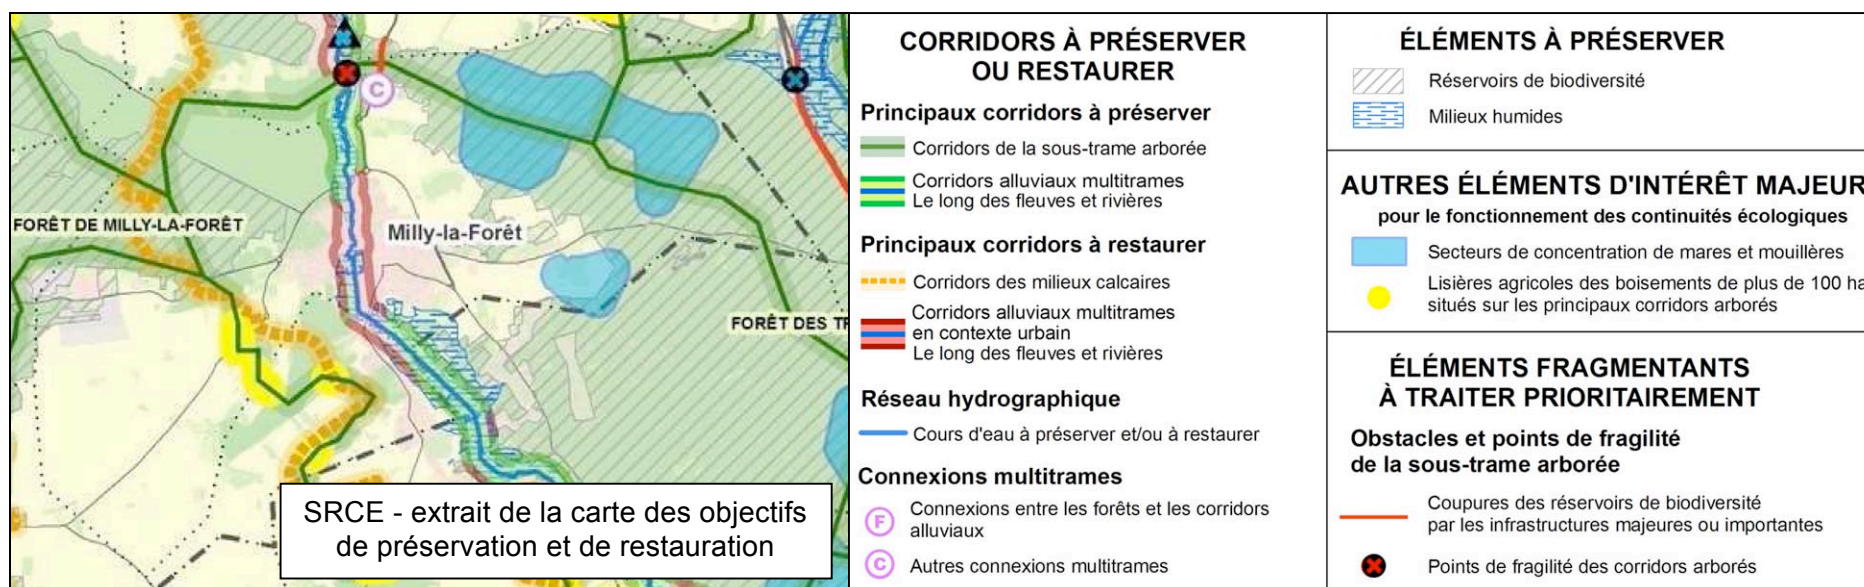 C
FORÊT DE MILLY-LA-FORÊT
Milly-la-Forêt
FORÊT DES TR
SRCE - extrait de la carte des objectifs
de préservation et de restauration
CORRIDORS À PRÉSERVER
OU RESTAURER
Principaux corridors à préserver
Corridors de la sous-trame arborée
Corridors alluviaux multitrames
Le long des fleuves et rivières
Principaux corridors à restaurer
Corridors des milieux calcaires
Corridors alluviaux multitrames
en contexte urbain
Le long des fleuves et rivières
Réseau hydrographique
Cours d'eau à préserver et/ou à restaurer
Connexions multitrames
F Connexions entre les forêts et les corridors
alluviaux
C Autres connexions multitrames
ÉLÉMENTS À PRÉSERVER
Réservoirs de biodiversité
Milieux humides
AUTRES ÉLÉMENTS D'INTÉRÊT MAJEUR
pour le fonctionnement des continuités écologiques
Secteurs de concentration de mares et mouillères
Lisières agricoles des boisements de plus de 100 ha
situés sur les principaux corridors arborés
ÉLÉMENTS FRAGMENTANTS
À TRAITER PRIORITAIREMENT
Obstacles et points de fragilité
de la sous-trame arborée
Coupures des réservoirs de biodiversité
par les infrastructures majeures ou importantes
Points de fragilité des corridors arborés